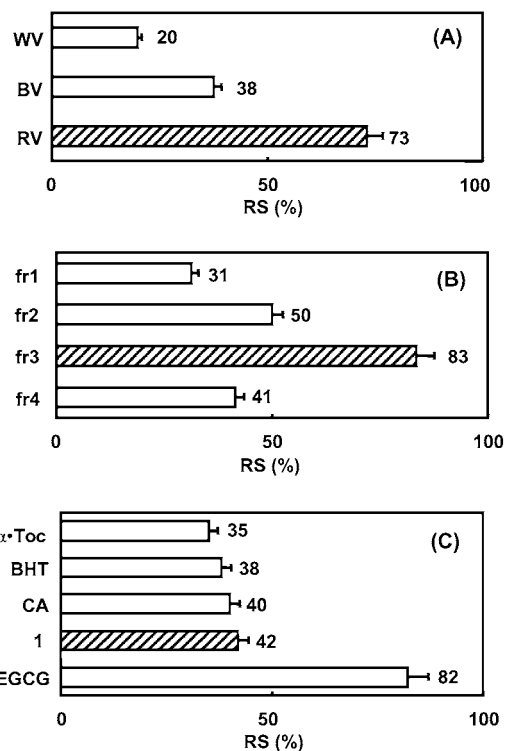 (A)
WV 20
BV 38
RV 73
0 50 100
RS (%)
(B)
fr1 31
fr2 50
fr3 83
fr4 41
0 50 100
RS (%)
(C)
α•Toc 35
BHT 38
CA 40
1 42
EGCG 82
0 50 100
RS (%)